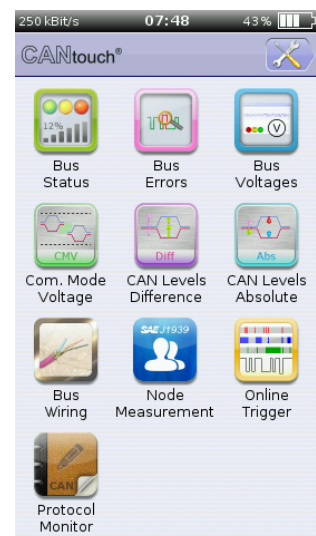 250 kBit/s 07:48 43%
CANtouch®
12%
V
Bus Status
Bus Errors
Bus Voltages
CMV
Diff
Abs
Com. Mode Voltage
CAN Levels Difference
CAN Levels Absolute
SAE J1939
Bus Wiring
Node Measurement
Online Trigger
CAN
Protocol Monitor